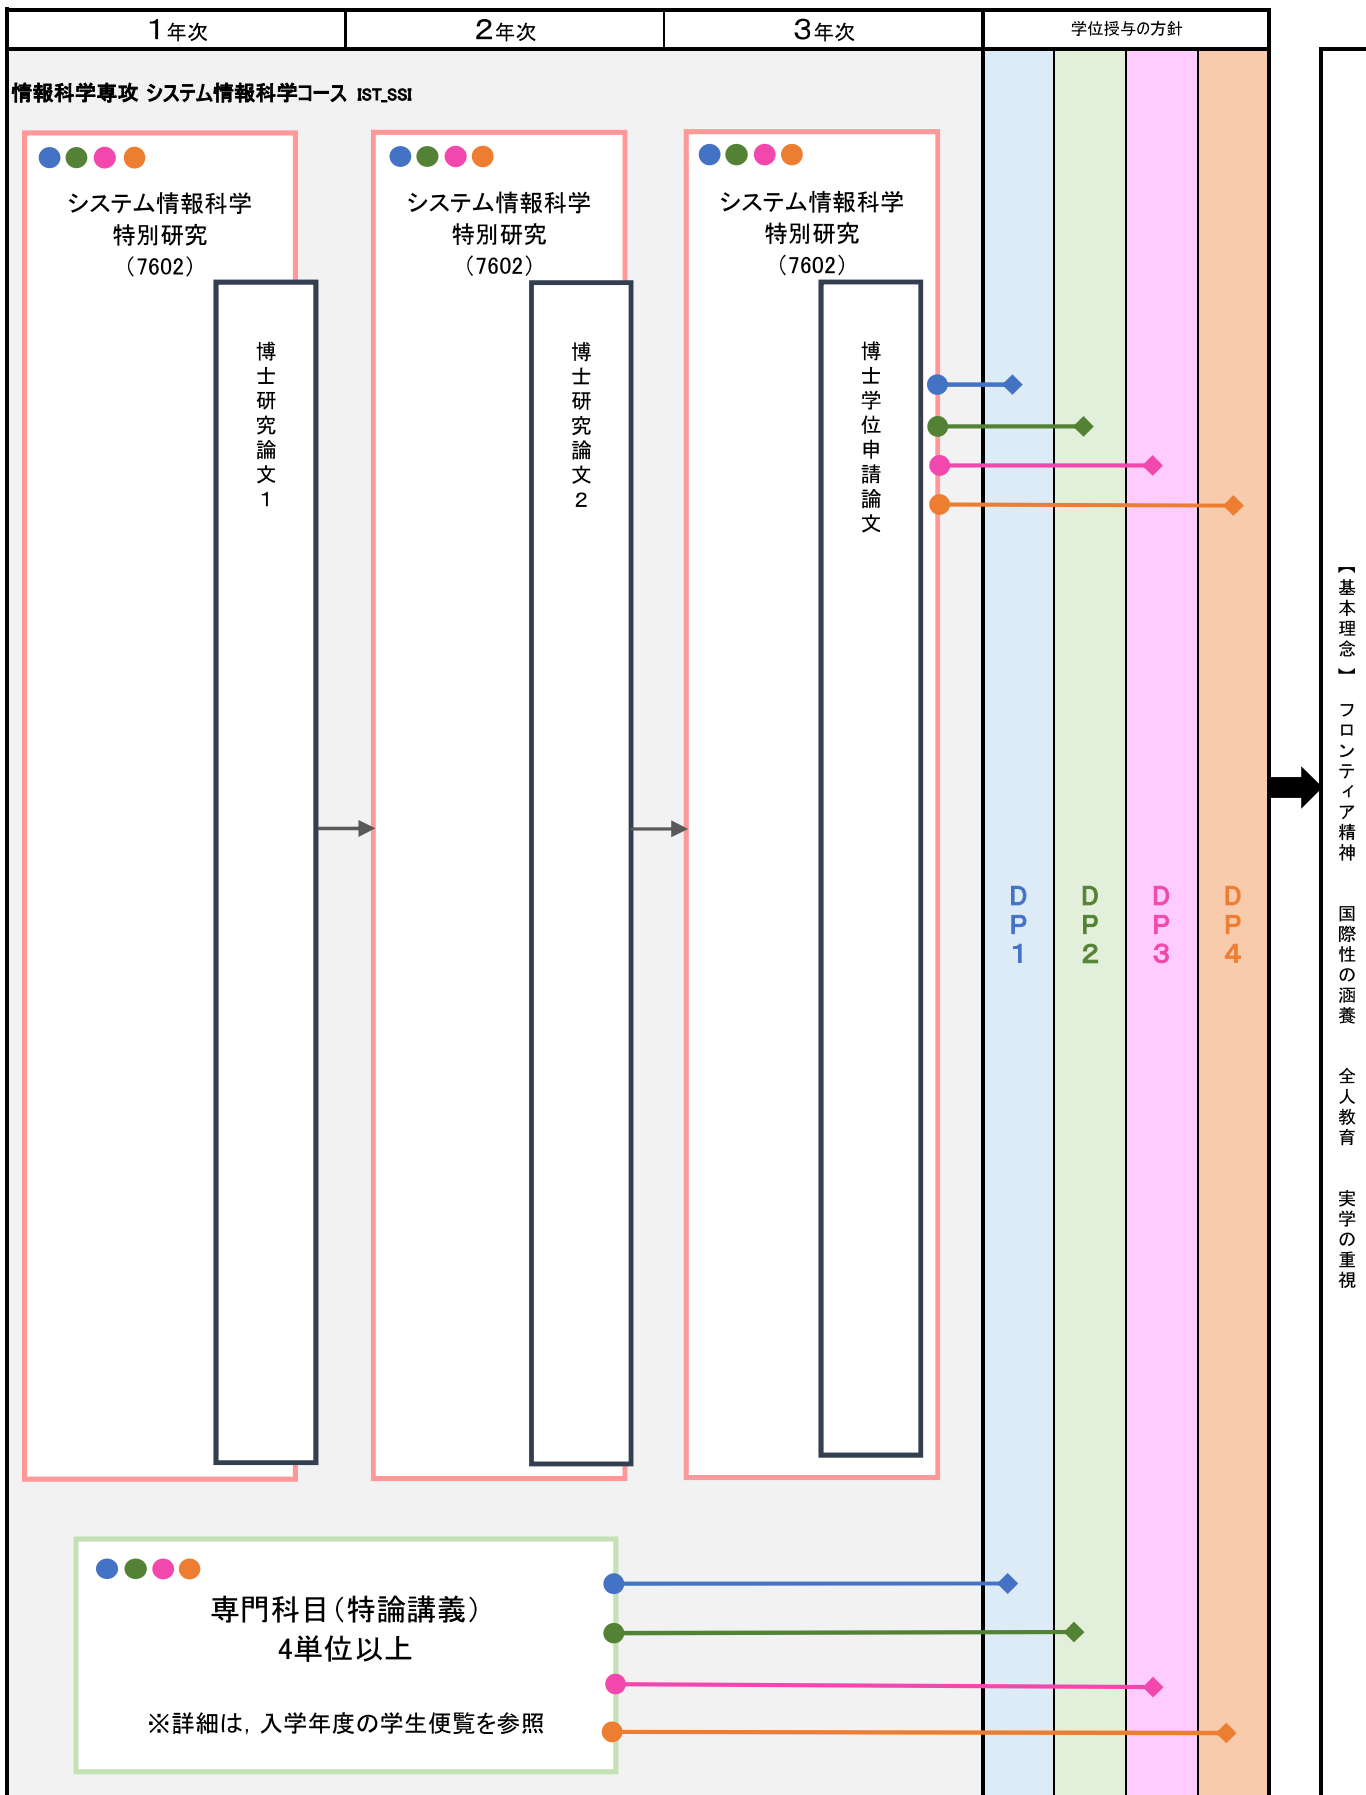 １年次
２年次
３年次
学位授与の方針
情報科学専攻 システム情報科学コース IST_SSI
システム情報科学
特別研究
（7602）
博士研究論文１
システム情報科学
特別研究
（7602）
博士研究論文２
システム情報科学
特別研究
（7602）
博士学位申請論文
DP1
DP2
DP3
DP4
【基本理念】 フロンティア精神 国際性の涵養 全人教育 実学の重視
専門科目（特論講義）
4単位以上
※詳細は，入学年度の学生便覧を参照